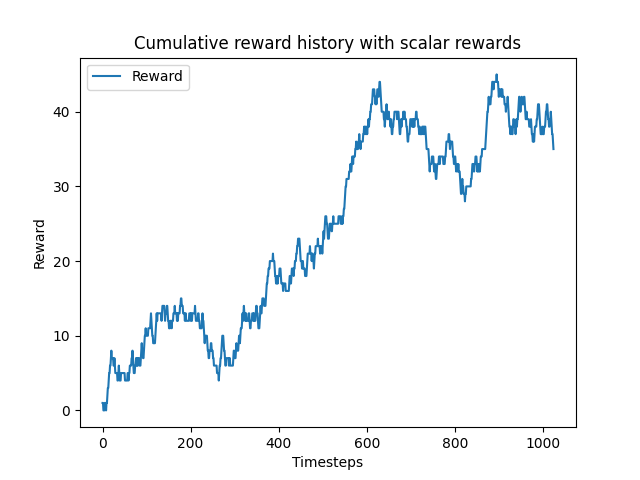 Cumulative reward history with scalar rewards
Reward
40
30
20
10
0
Reward
0 200 400 600 800 1000
Timesteps